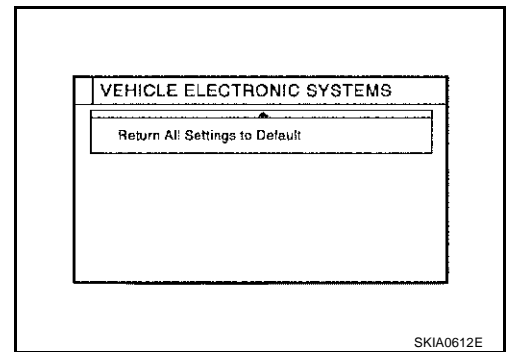 VEHICLE ELECTRONIC SYSTEMS
Return All Settings to Default
SKIA0612E